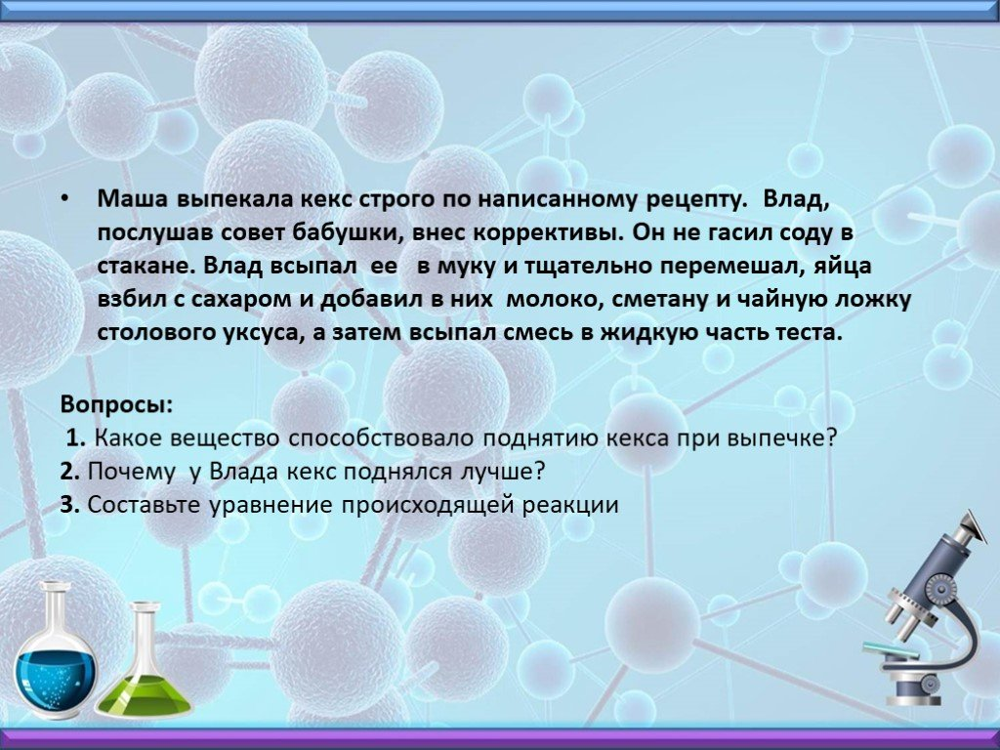 • Маша выпекала кекс строго по написанному рецепту.  Влад,
послушав совет бабушки, внес коррективы. Он не гасил соду в
стакане. Влад всыпал  ее   в муку и тщательно перемешал, яйца
взбил с сахаром и добавил в них  молоко, сметану и чайную ложку
столового уксуса, а затем всыпал смесь в жидкую часть теста.
Вопросы:
1. Какое вещество способствовало поднятию кекса при выпечке?
2. Почему  у Влада кекс поднялся лучше?
3. Составьте уравнение происходящей реакции